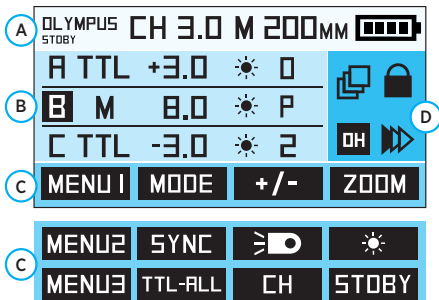 A OLYMPUS CH 3.0 M 200MM
STOBY
A TTL +3.0 0
B B M 8.0 P D
C TTL -3.0 2 OH
C MENU1 MODE +/- ZOOM
C MENU2 SYNC
STOBY
MENU3 TTL-ALL CH